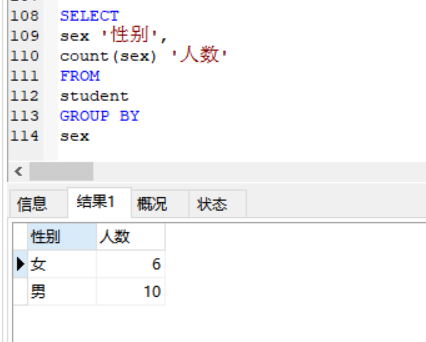 108 SELECT
109 sex '性别',
110 count(sex) '人数'
111 FROM
112 student
113 GROUP BY
114 sex
信息 结果1 概况 状态
性别 人数
女 6
男 10